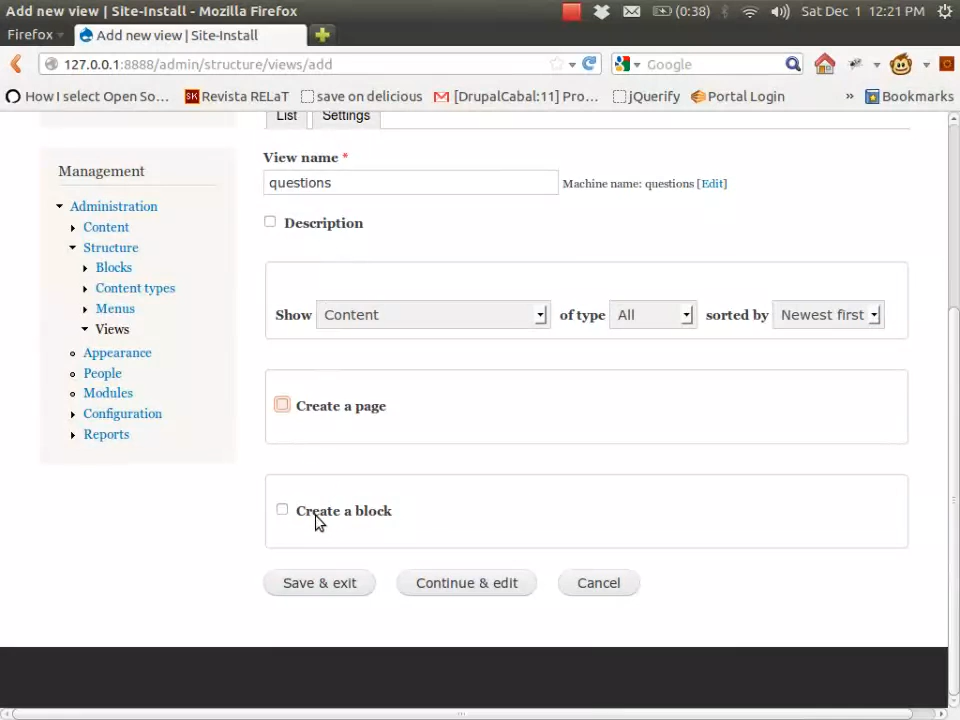 Add new view | Site-Install - Mozilla Firefox
(0:38)
Sat Dec 1 12:21 PM
Firefox
Add new view | Site-Install
127.0.0.1:8888/admin/structure/views/add
Google
How I select Open So...
SK Revista RELaT
save on delicious
[DrupalCabal:11] Pro...
jQuerify
Portal Login
»
Bookmarks
List
Settings
Management
Administration
Content
Structure
Blocks
Content types
Menus
Views
Appearance
People
Modules
Configuration
Reports
View name *
questions
Machine name: questions [Edit]
Description
Show Content of type All sorted by Newest first
Create a page
Create a block
Save & exit
Continue & edit
Cancel